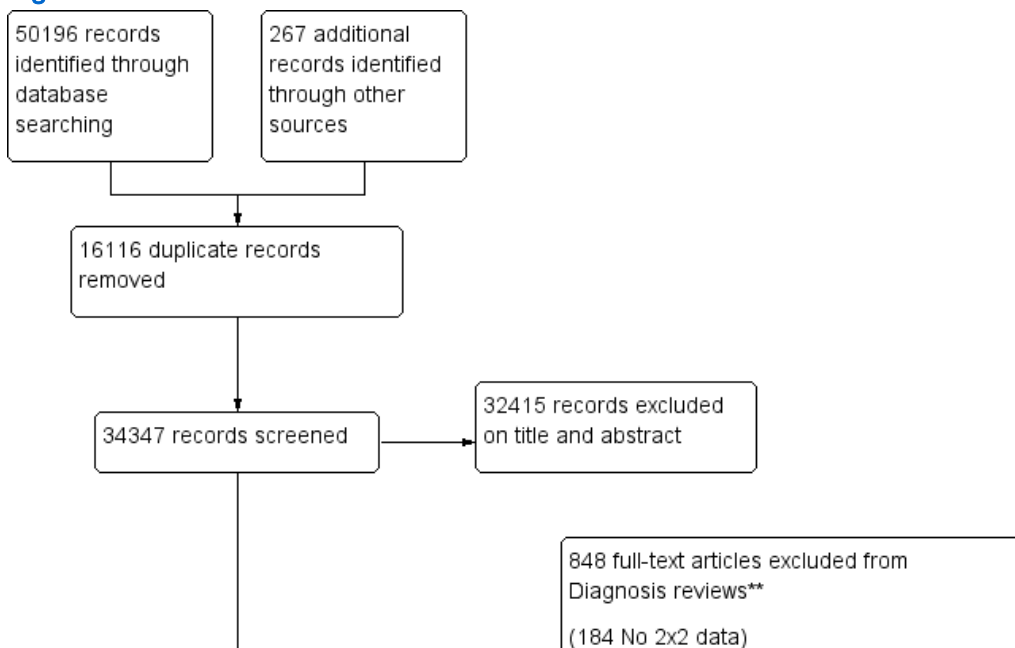 50196 records
identified through
database
searching
267 additional
records identified
through other
sources
16116 duplicate records
removed
34347 records screened
32415 records excluded
on title and abstract
848 full-text articles excluded from
Diagnosis reviews**
(184 No 2x2 data)